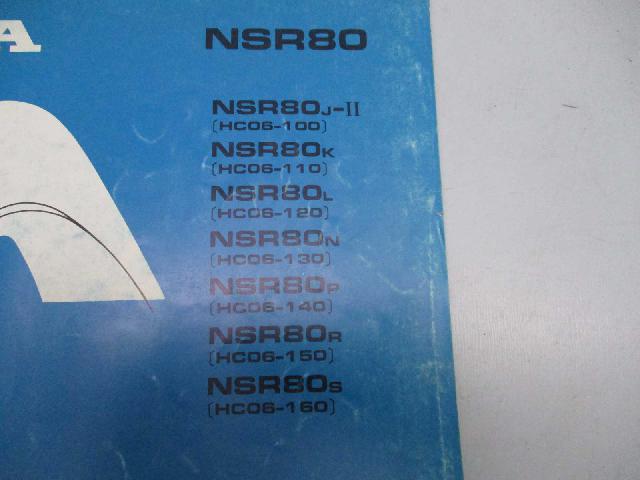 A
NSR80
NSR80J-II
(HC06-100)
NSR80K
(HC06-110)
NSR80L
(HC06-120)
NSR80N
(HC06-130)
NSR80P
(HC06-140)
NSR80R
(HC06-150)
NSR80S
(HC06-160)